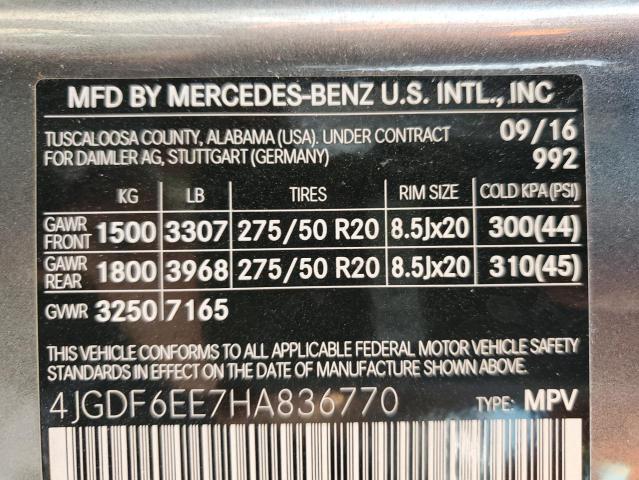 MFD BY MERCEDES-BENZ U.S. INTL., INC
TUSCALOOSA COUNTY, ALABAMA (USA). UNDER CONTRACT 09/16
FOR DAIMLER AG, STUTTGART (GERMANY) 992
KG LB TIRES RIM SIZE COLD KPA (PSI)
GAWR FRONT 1500 3307 275/50 R20 8.5Jx20 300(44)
GAWR REAR 1800 3968 275/50 R20 8.5Jx20 310(45)
GVWR 3250 7165
THIS VEHICLE CONFORMS TO ALL APPLICABLE FEDERAL MOTOR VEHICLE SAFETY
STANDARDS IN EFFECT ON THE DATE OF MANUFACTURE SHOWN ABOVE.
4JGDF6EE7HA836770 TYPE: MPV